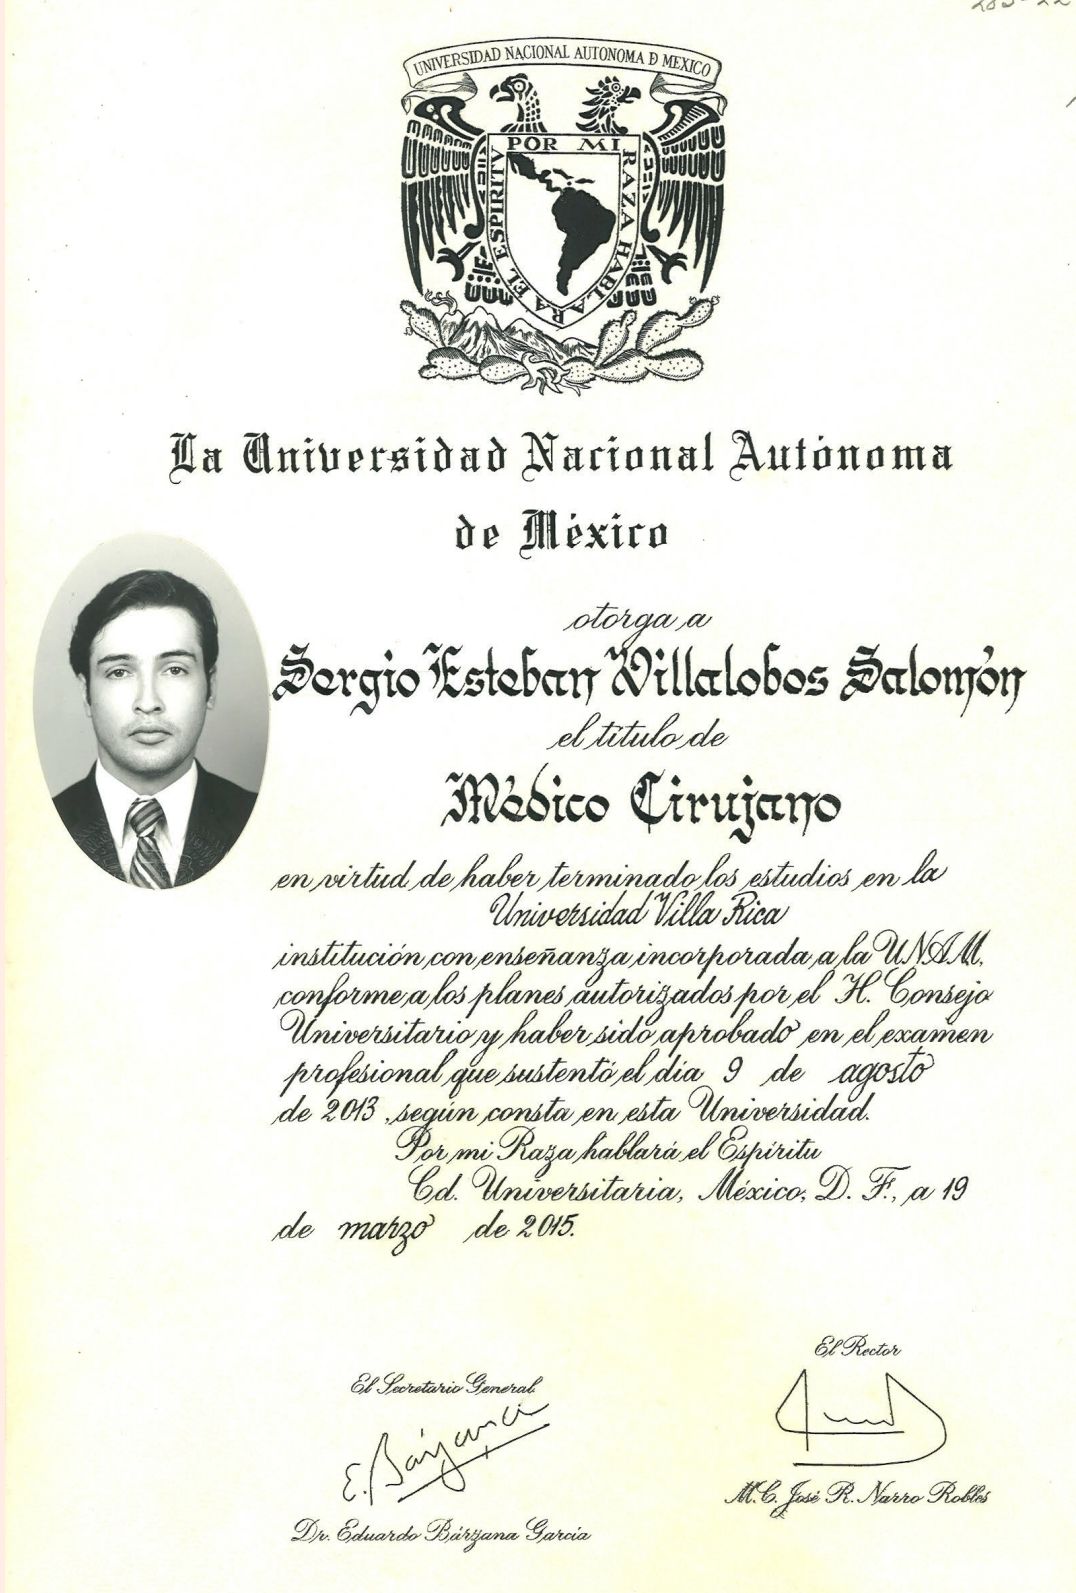 UNIVERSIDAD NACIONAL AUTONOMA D MEXICO
POR MI RAZA HABLARA EL ESPIRITV
La Universidad Nacional Autónoma
de México
otorga a
Sergio Esteban Villalobos Salomón
el título de
Médico Cirujano
en virtud de haber terminado los estudios en la
Universidad Villa Rica
institución con enseñanza incorporada a la UNAM,
conforme a los planes autorizados por el H. Consejo
Universitario y haber sido aprobado en el examen
profesional que sustentó el día 9 de agosto
de 2013, según consta en esta Universidad.
Por mi Raza hablará el Espíritu
Cd. Universitaria, México, D. F., a 19
de marzo de 2015.
El Rector
El Secretario General
E. Bárzana
M.C. José R. Narro Robles
Dr. Eduardo Bárzana García